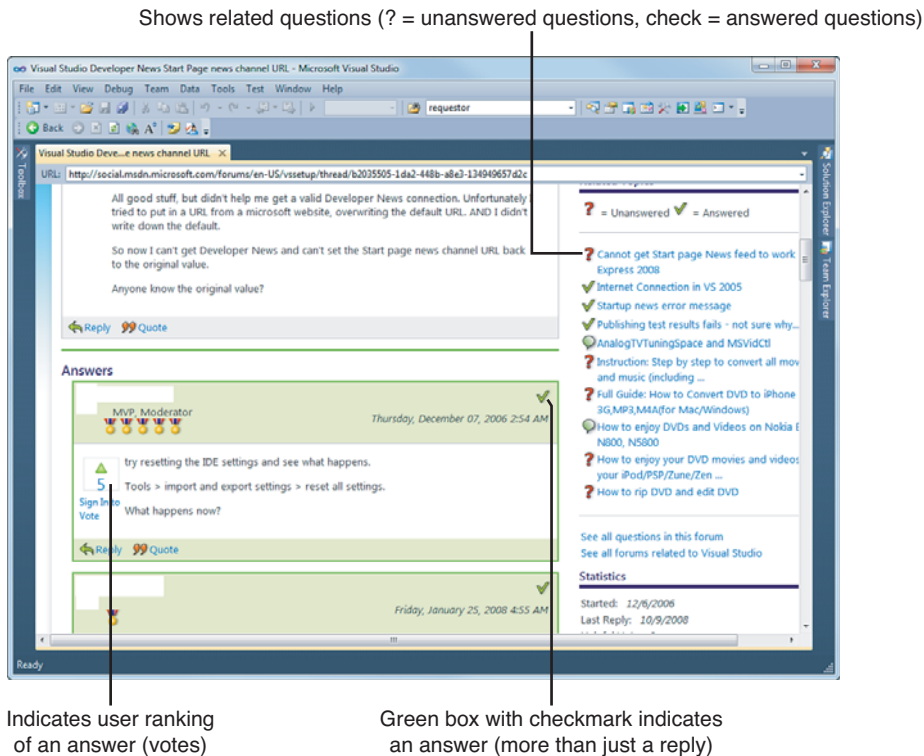 Shows related questions (? = unanswered questions, check = answered questions)
Visual Studio Developer News Start Page news channel URL - Microsoft Visual Studio
File Edit View Debug Team Data Tools Test Window Help
requestor
Back
Visual Studio Deve...e news channel URL
Toolbox
URL: http://social.msdn.microsoft.com/forums/en-US/vssetup/thread/b2035505-1da2-448b-a8e3-134949657d2c
Solution Explorer
Team Explorer
All good stuff, but didn't help me get a valid Developer News connection. Unfortunately
tried to put in a URL from a microsoft website, overwriting the default URL. AND I didn't
write down the default.
So now I can't get Developer News and can't set the Start page news channel URL back
to the original value.
Anyone know the original value?
Reply Quote
Answers
MVP, Moderator
Thursday, December 07, 2006 2:54 AM
try resetting the IDE settings and see what happens.
5
Tools > import and export settings > reset all settings.
Sign In to
Vote
What happens now?
Reply Quote
Friday, January 25, 2008 4:55 AM
Related Topics
? = Unanswered ✓ = Answered
Cannot get Start page News feed to work
Express 2008
Internet Connection in VS 2005
Startup news error message
Publishing test results fails - not sure why...
AnalogTVTuningSpace and MSVidCtl
Instruction: Step by step to convert all mov
and music (including ...
Full Guide: How to Convert DVD to iPhone
3G,MP3,M4A(for Mac/Windows)
How to enjoy DVDs and Videos on Nokia E
N800, N5800
How to enjoy your DVD movies and videos
your iPod/PSP/Zune/Zen ...
How to rip DVD and edit DVD
See all questions in this forum
See all forums related to Visual Studio
Statistics
Started: 12/6/2006
Last Reply: 10/9/2008
Ready
Indicates user ranking
of an answer (votes)
Green box with checkmark indicates
an answer (more than just a reply)